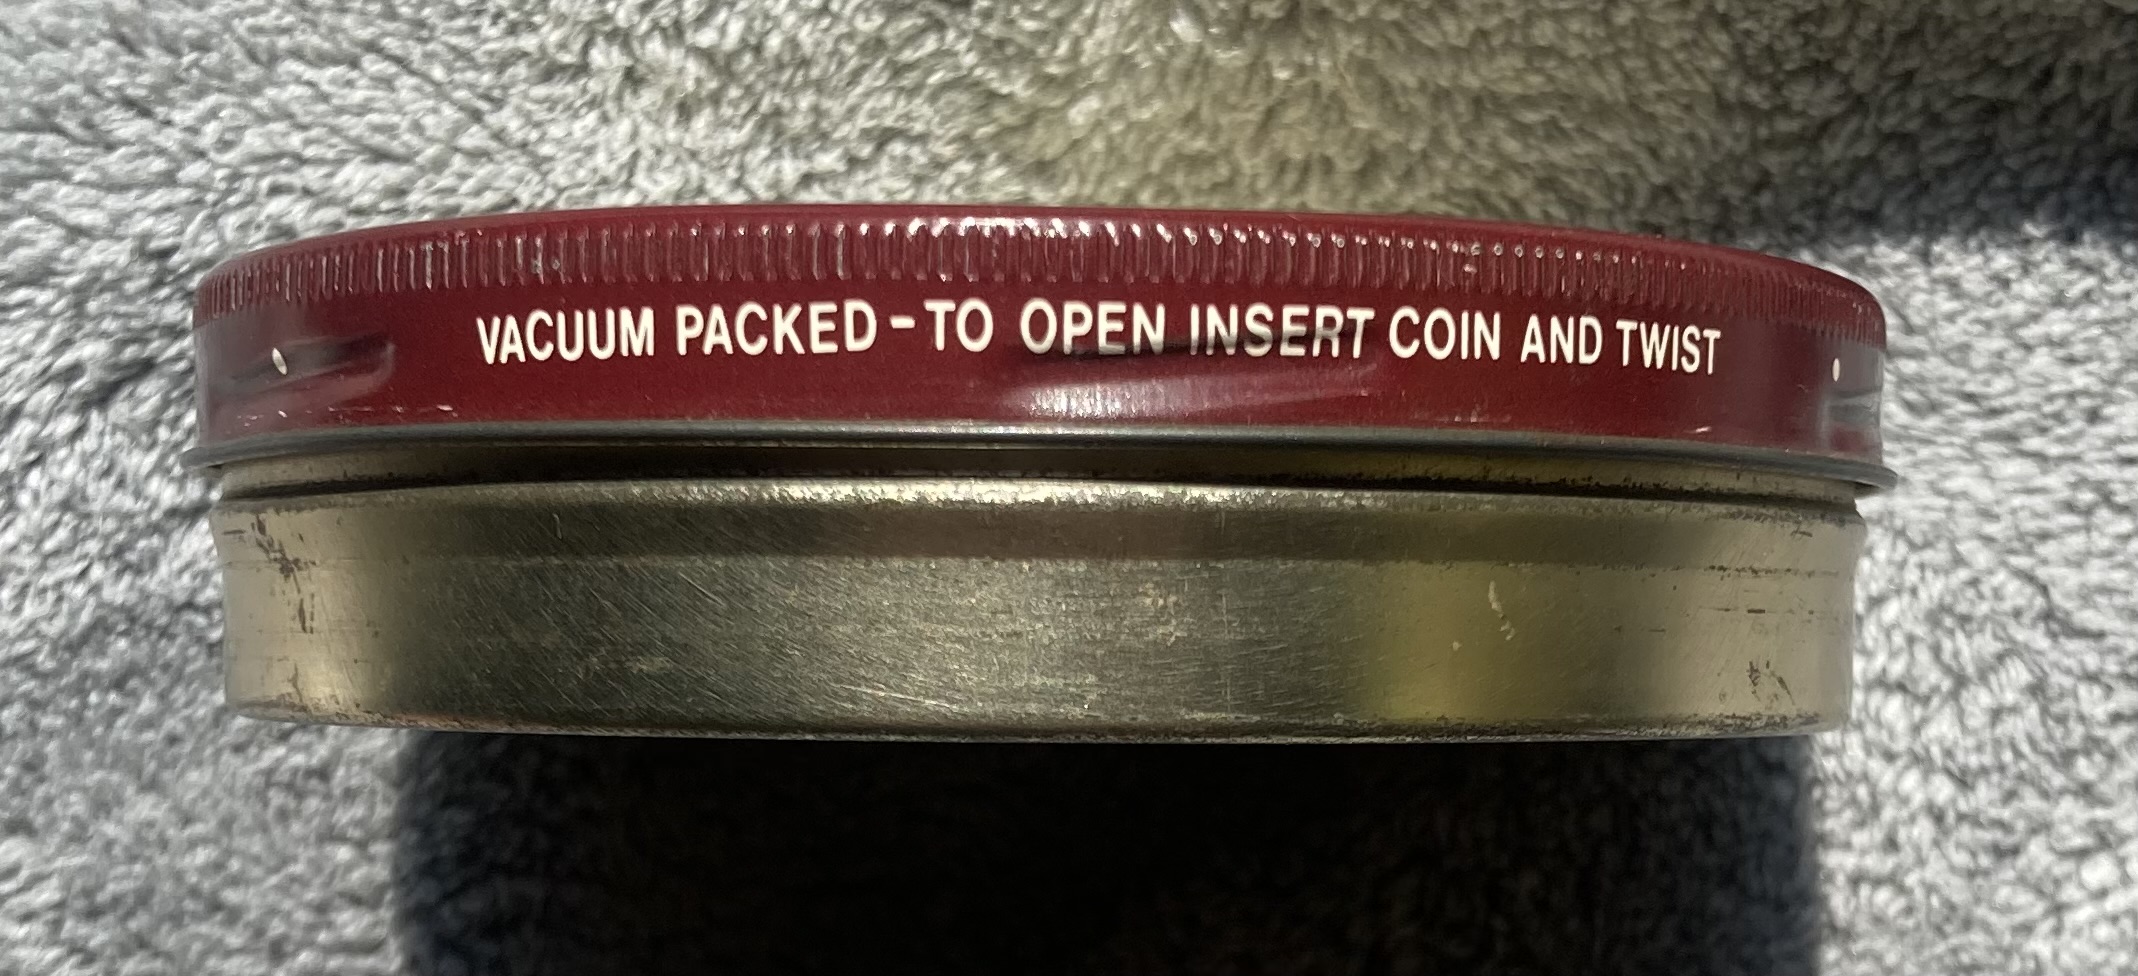 VACUUM PACKED - TO OPEN INSERT COIN AND TWIST